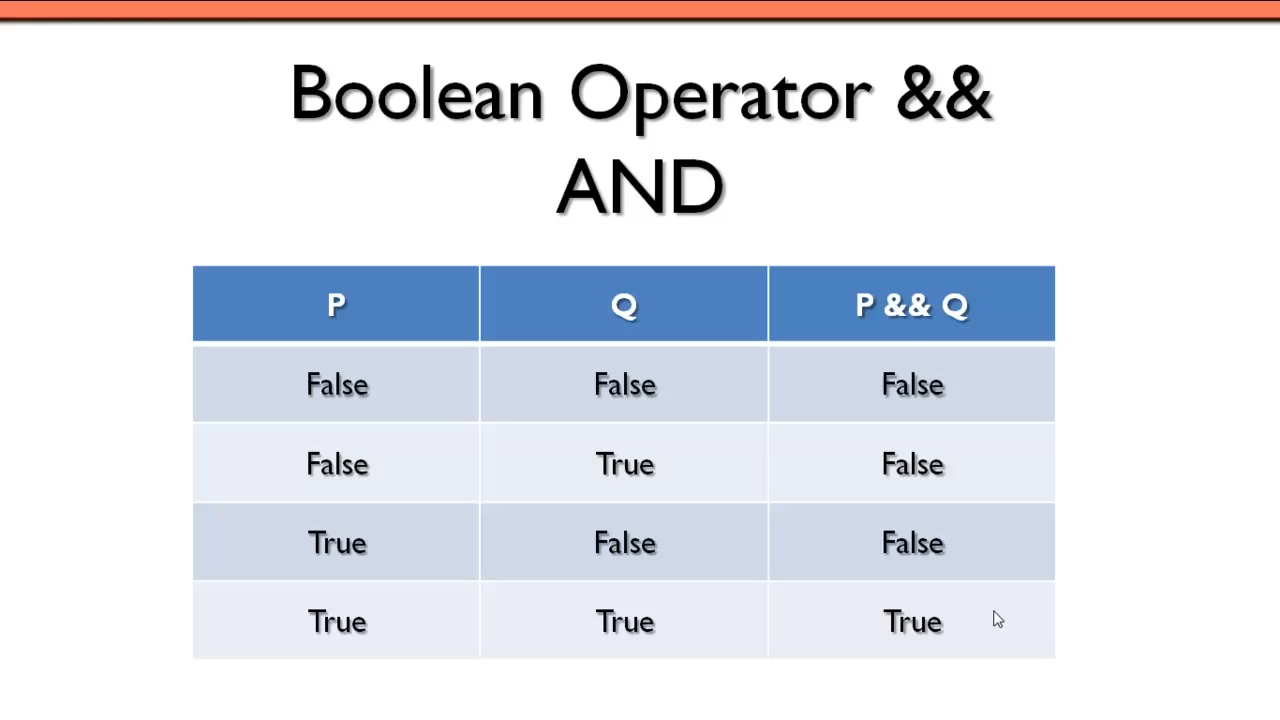 Boolean Operator &&
AND
P Q P && Q
False False False
False True False
True False False
True True True